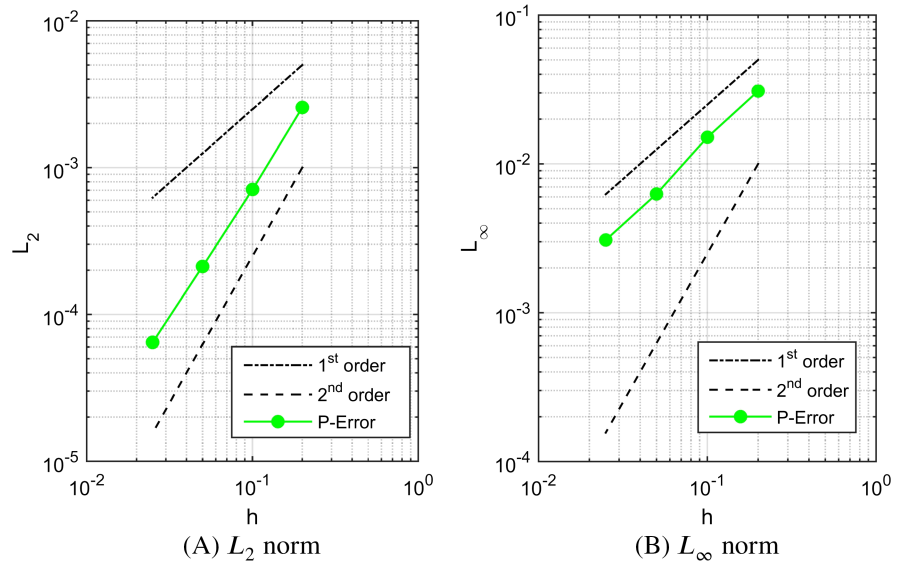 10^-2
10^-3
10^-4
10^-5
L_2
10^-2
10^-1
10^0
h
1^st order
2^nd order
P-Error
(A) L_2 norm
10^-1
10^-2
10^-3
10^-4
L_∞
10^-2
10^-1
10^0
h
1^st order
2^nd order
P-Error
(B) L_∞ norm